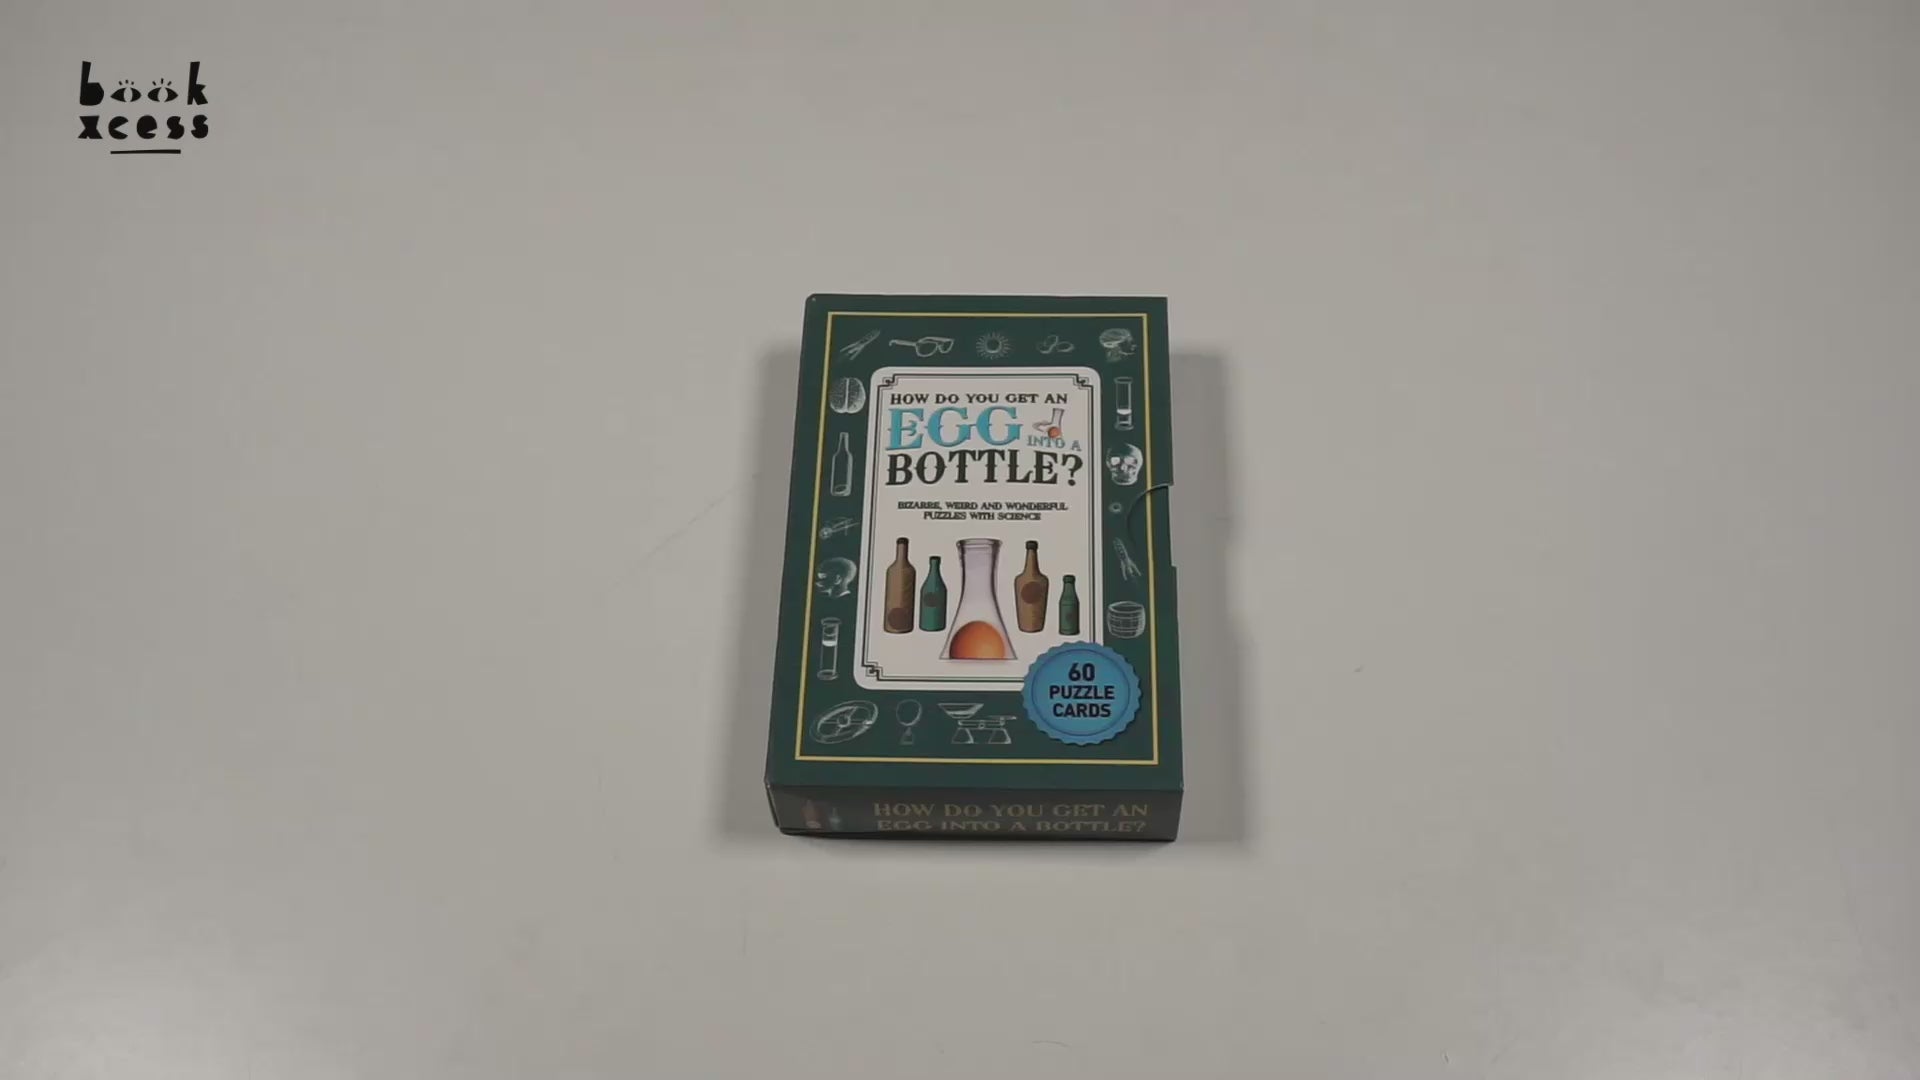 book
xcess
HOW DO YOU GET AN
EGG
INTO A
BOTTLE?
BIZARRE, WEIRD AND WONDERFUL
PUZZLES WITH SCIENCE
60
PUZZLE
CARDS
HOW DO YOU GET AN
EGG INTO A BOTTLE?